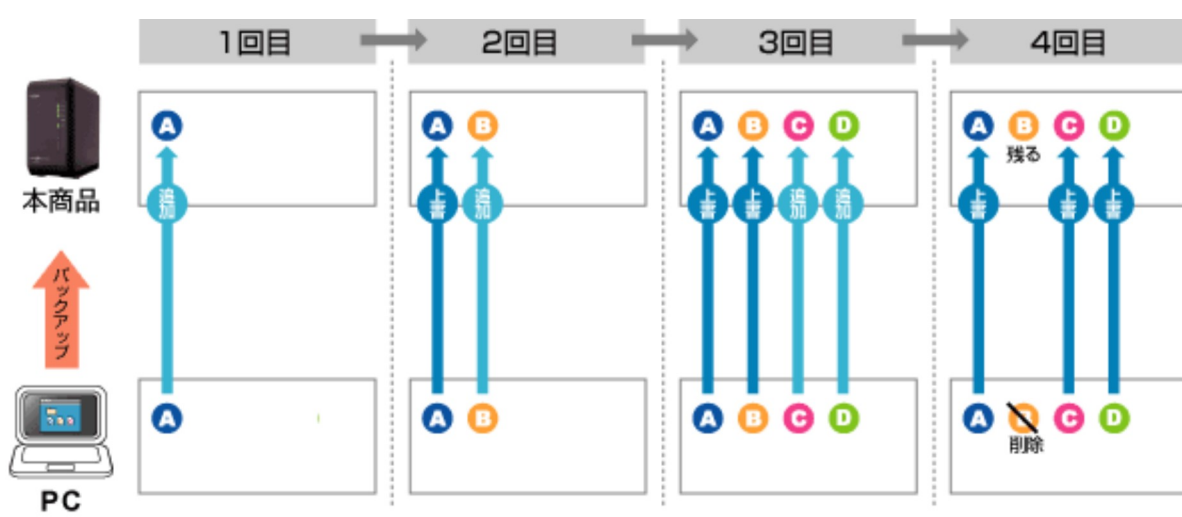 1回目
2回目
3回目
4回目
A
A B
A B C D
A B C D
残る
本商品
追加
上書 追加
上書 上書 追加 追加
上書 上書 上書
バックアップ
A
A B
A B C D
A B C D
削除
PC